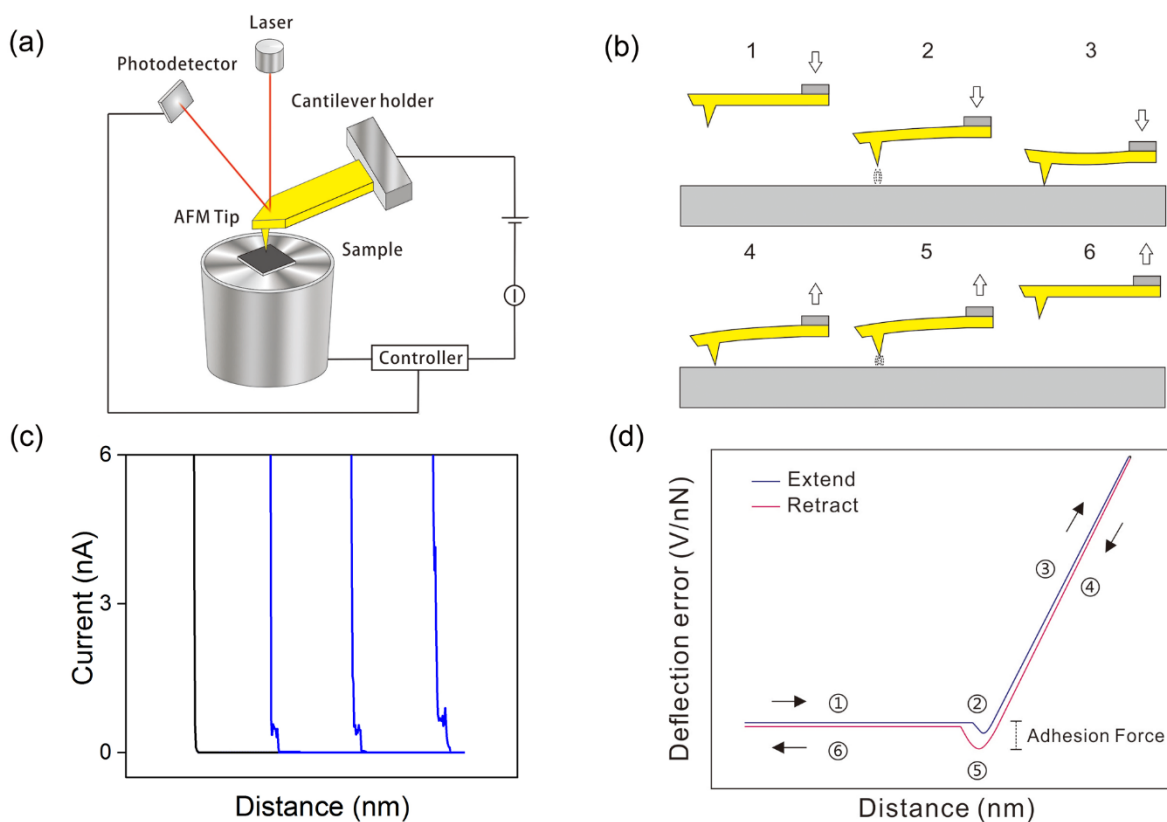 (a)
Laser
Photodetector
Cantilever holder
AFM Tip
Sample
I
Controller
(b)
1
2
3
4
5
6
(c)
6
3
0
Current (nA)
Distance (nm)
(d)
Extend
Retract
Deflection error (V/nN)
③
④
①
②
Adhesion Force
⑥
⑤
Distance (nm)